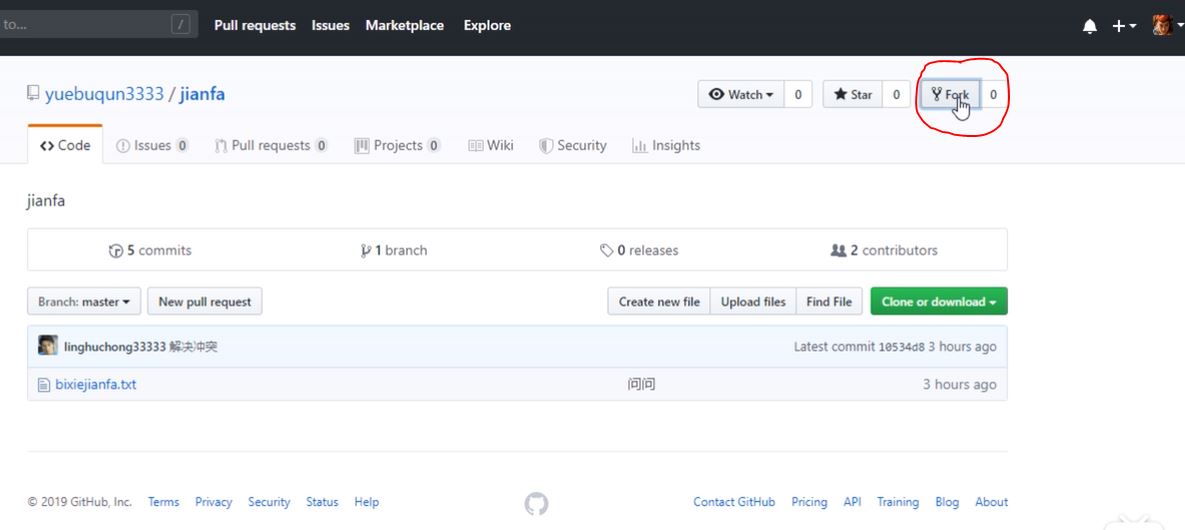 to... / Pull requests Issues Marketplace Explore
yuebuqun3333 / jianfa Watch 0 Star 0 Fork 0
Code Issues 0 Pull requests 0 Projects 0 Wiki Security Insights
jianfa
5 commits 1 branch 0 releases 2 contributors
Branch: master New pull request Create new file Upload files Find File Clone or download
linghuchong33333 解决冲突 Latest commit 10534d8 3 hours ago
bixiejianfa.txt 问问 3 hours ago
© 2019 GitHub, Inc. Terms Privacy Security Status Help Contact GitHub Pricing API Training Blog About